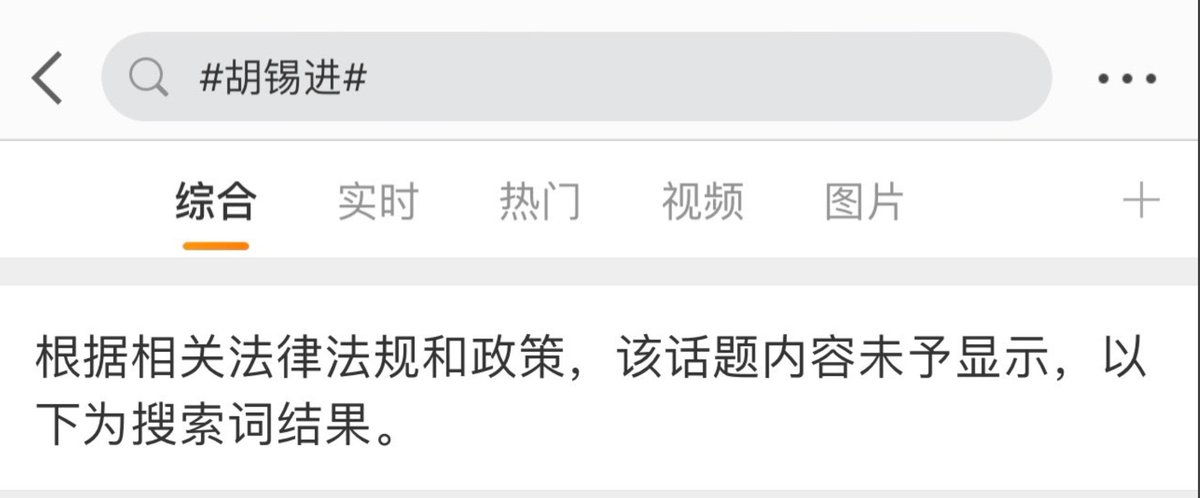 #胡锡进#
综合 实时 热门 视频 图片
根据相关法律法规和政策，该话题内容未予显示，以
下为搜索词结果。